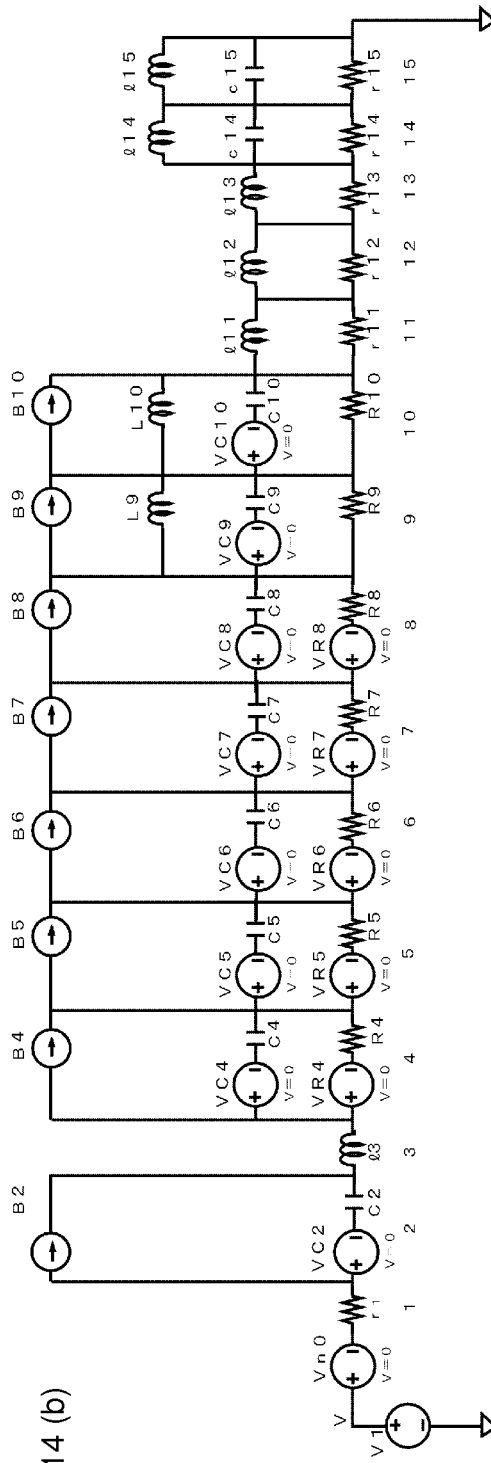 14 (b)
B2 B4 B5 B6 B7 B8 B9 B10
L9 L10 ℓ14 ℓ15
VC4 VC5 VC6 VC7 VC8 VC9 VC10 ℓ11 ℓ12 ℓ13 c14 c15
C4 C5 C6 C7 C8 C9 C10
V=0 V=0 V=0 V=0 V=0 V=0 V=0
V Vn0 r1 VC2 C2 ℓ3 VR4 R4 VR5 R5 VR6 R6 VR7 R7 VR8 R8 R9 R10 r11 r12 r13 r14 r15
V=0 V=0 V=0 V=0 V=0 V=0 V=0
V1
1 2 3 4 5 6 7 8 9 10 11 12 13 14 15